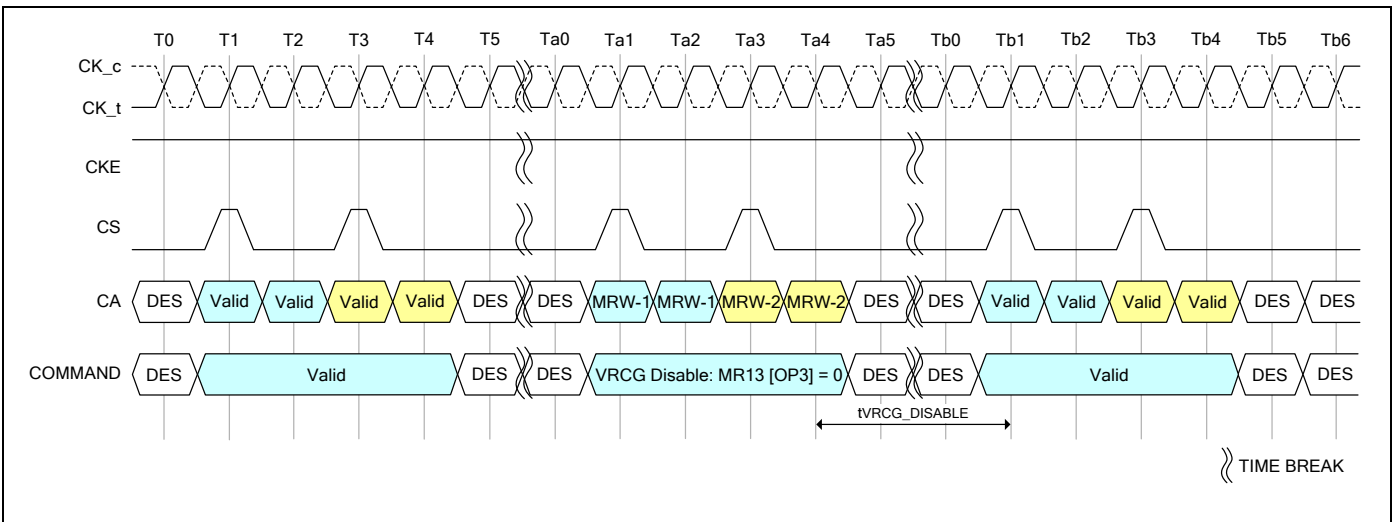 T0 T1 T2 T3 T4 T5 Ta0 Ta1 Ta2 Ta3 Ta4 Ta5 Tb0 Tb1 Tb2 Tb3 Tb4 Tb5 Tb6
CK_c
CK_t
CKE
CS
CA DES Valid Valid Valid Valid DES DES MRW-1 MRW-1 MRW-2 MRW-2 DES DES Valid Valid Valid Valid DES DES
COMMAND DES Valid DES DES VRCG Disable: MR13 [OP3] = 0 DES DES Valid DES DES
tVRCG_DISABLE
TIME BREAK